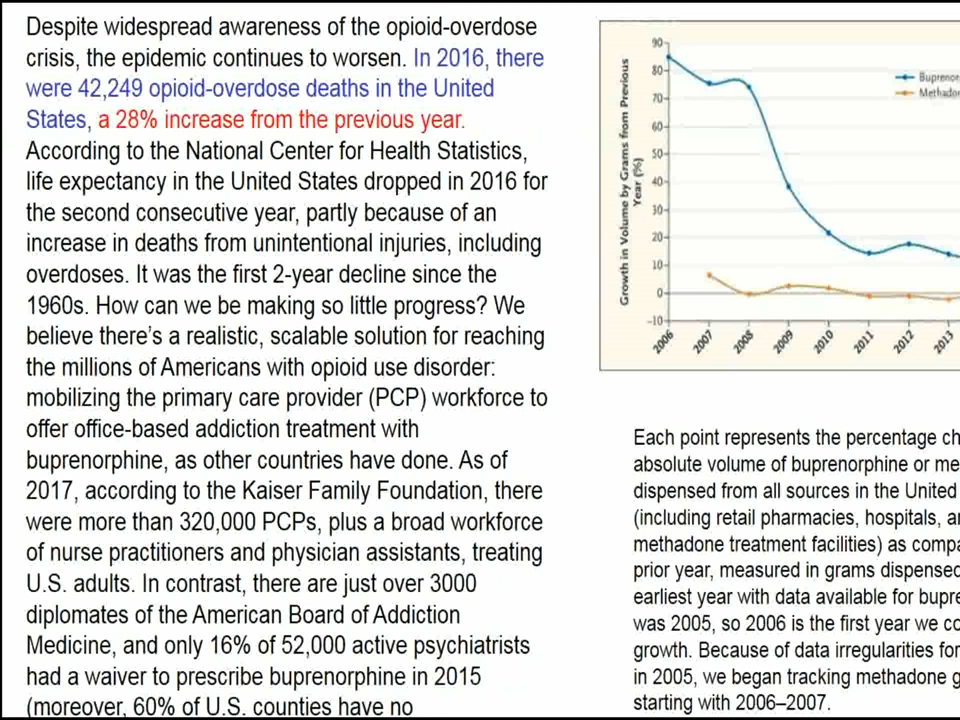 Despite widespread awareness of the opioid-overdose
crisis, the epidemic continues to worsen. In 2016, there
were 42,249 opioid-overdose deaths in the United
States, a 28% increase from the previous year.
According to the National Center for Health Statistics,
life expectancy in the United States dropped in 2016 for
the second consecutive year, partly because of an
increase in deaths from unintentional injuries, including
overdoses. It was the first 2-year decline since the
1960s. How can we be making so little progress? We
believe there's a realistic, scalable solution for reaching
the millions of Americans with opioid use disorder:
mobilizing the primary care provider (PCP) workforce to
offer office-based addiction treatment with
buprenorphine, as other countries have done. As of
2017, according to the Kaiser Family Foundation, there
were more than 320,000 PCPs, plus a broad workforce
of nurse practitioners and physician assistants, treating
U.S. adults. In contrast, there are just over 3000
diplomates of the American Board of Addiction
Medicine, and only 16% of 52,000 active psychiatrists
had a waiver to prescribe buprenorphine in 2015
(moreover, 60% of U.S. counties have no
Growth in Volume by Grams from Previous
Year (%)
90
80
70
60
50
40
30
20
10
0
-10
2006 2007 2008 2009 2010 2011 2012 2013
Buprenor
Methadon
Each point represents the percentage ch
absolute volume of buprenorphine or me
dispensed from all sources in the United
(including retail pharmacies, hospitals, a
methadone treatment facilities) as compa
prior year, measured in grams dispensed
earliest year with data available for bupre
was 2005, so 2006 is the first year we co
growth. Because of data irregularities for
in 2005, we began tracking methadone g
starting with 2006–2007.